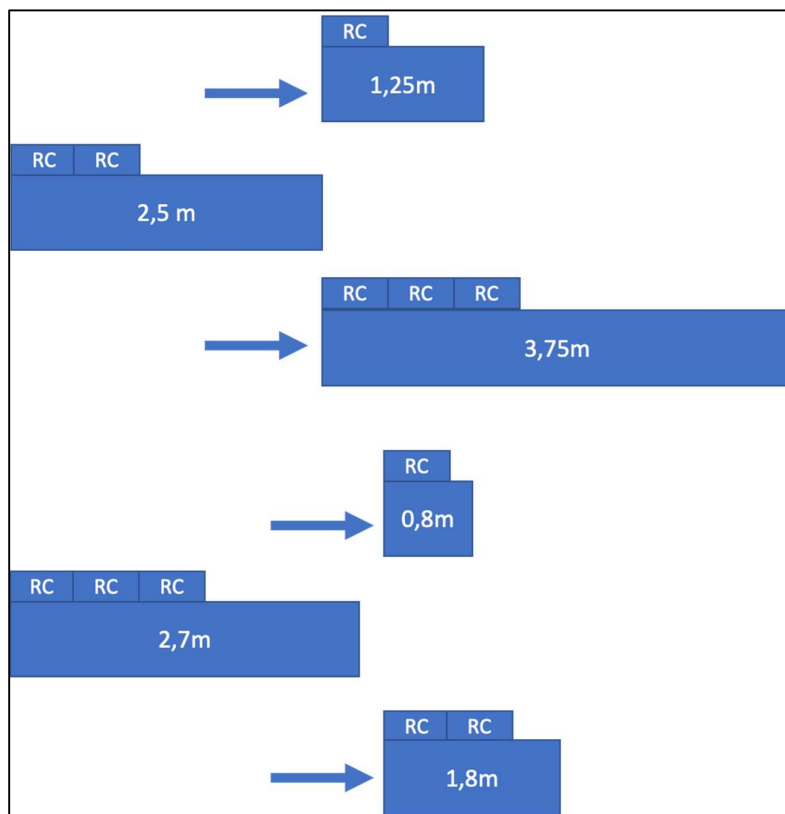 RC
1,25m
RC RC
2,5 m
RC RC RC
3,75m
RC
0,8m
RC RC RC
2,7m
RC RC
1,8m